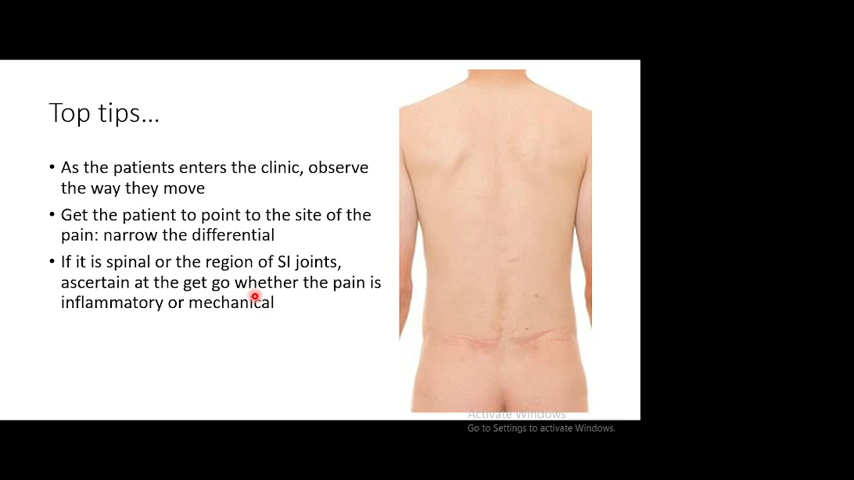 Top tips...
• As the patients enters the clinic, observe
the way they move
• Get the patient to point to the site of the
pain: narrow the differential
• If it is spinal or the region of SI joints,
ascertain at the get go whether the pain is
inflammatory or mechanical
Activate Windows
Go to Settings to activate Windows.